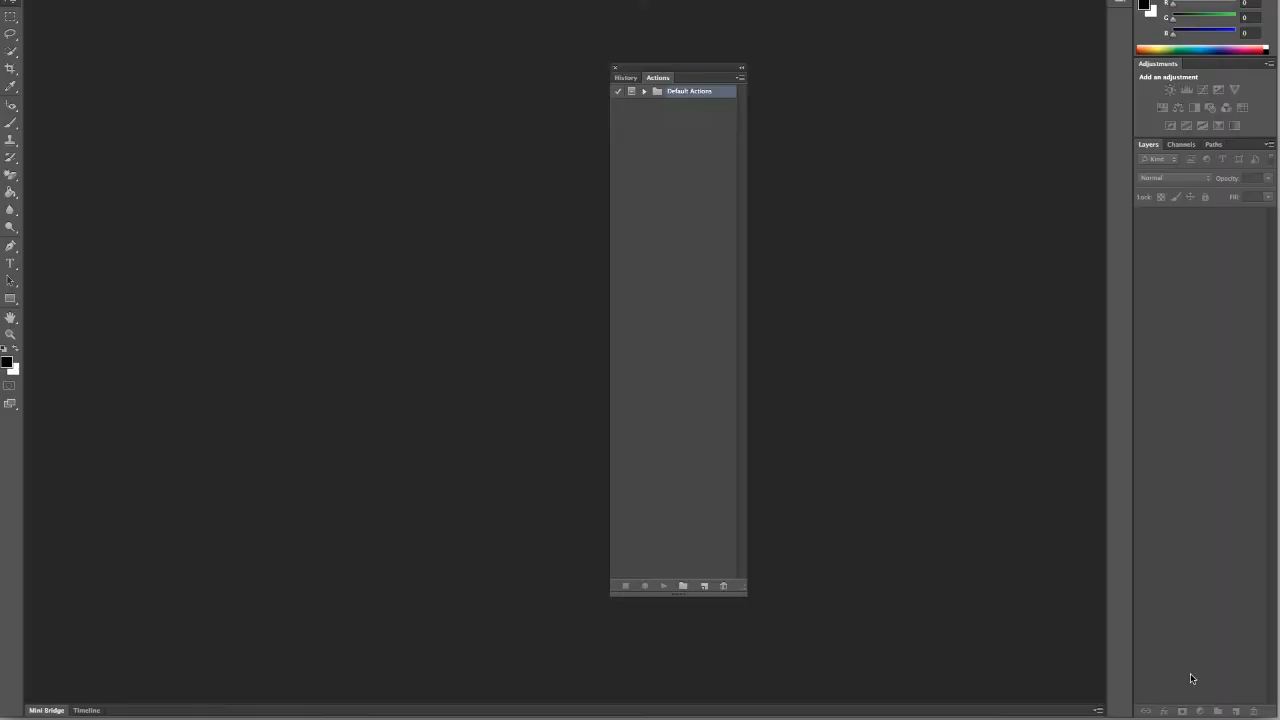 R 0
G 0
B 0
Adjustments
Add an adjustment
History Actions
Default Actions
Layers Channels Paths
Kind
Normal Opacity:
Lock: Fill:
Mini Bridge Timeline